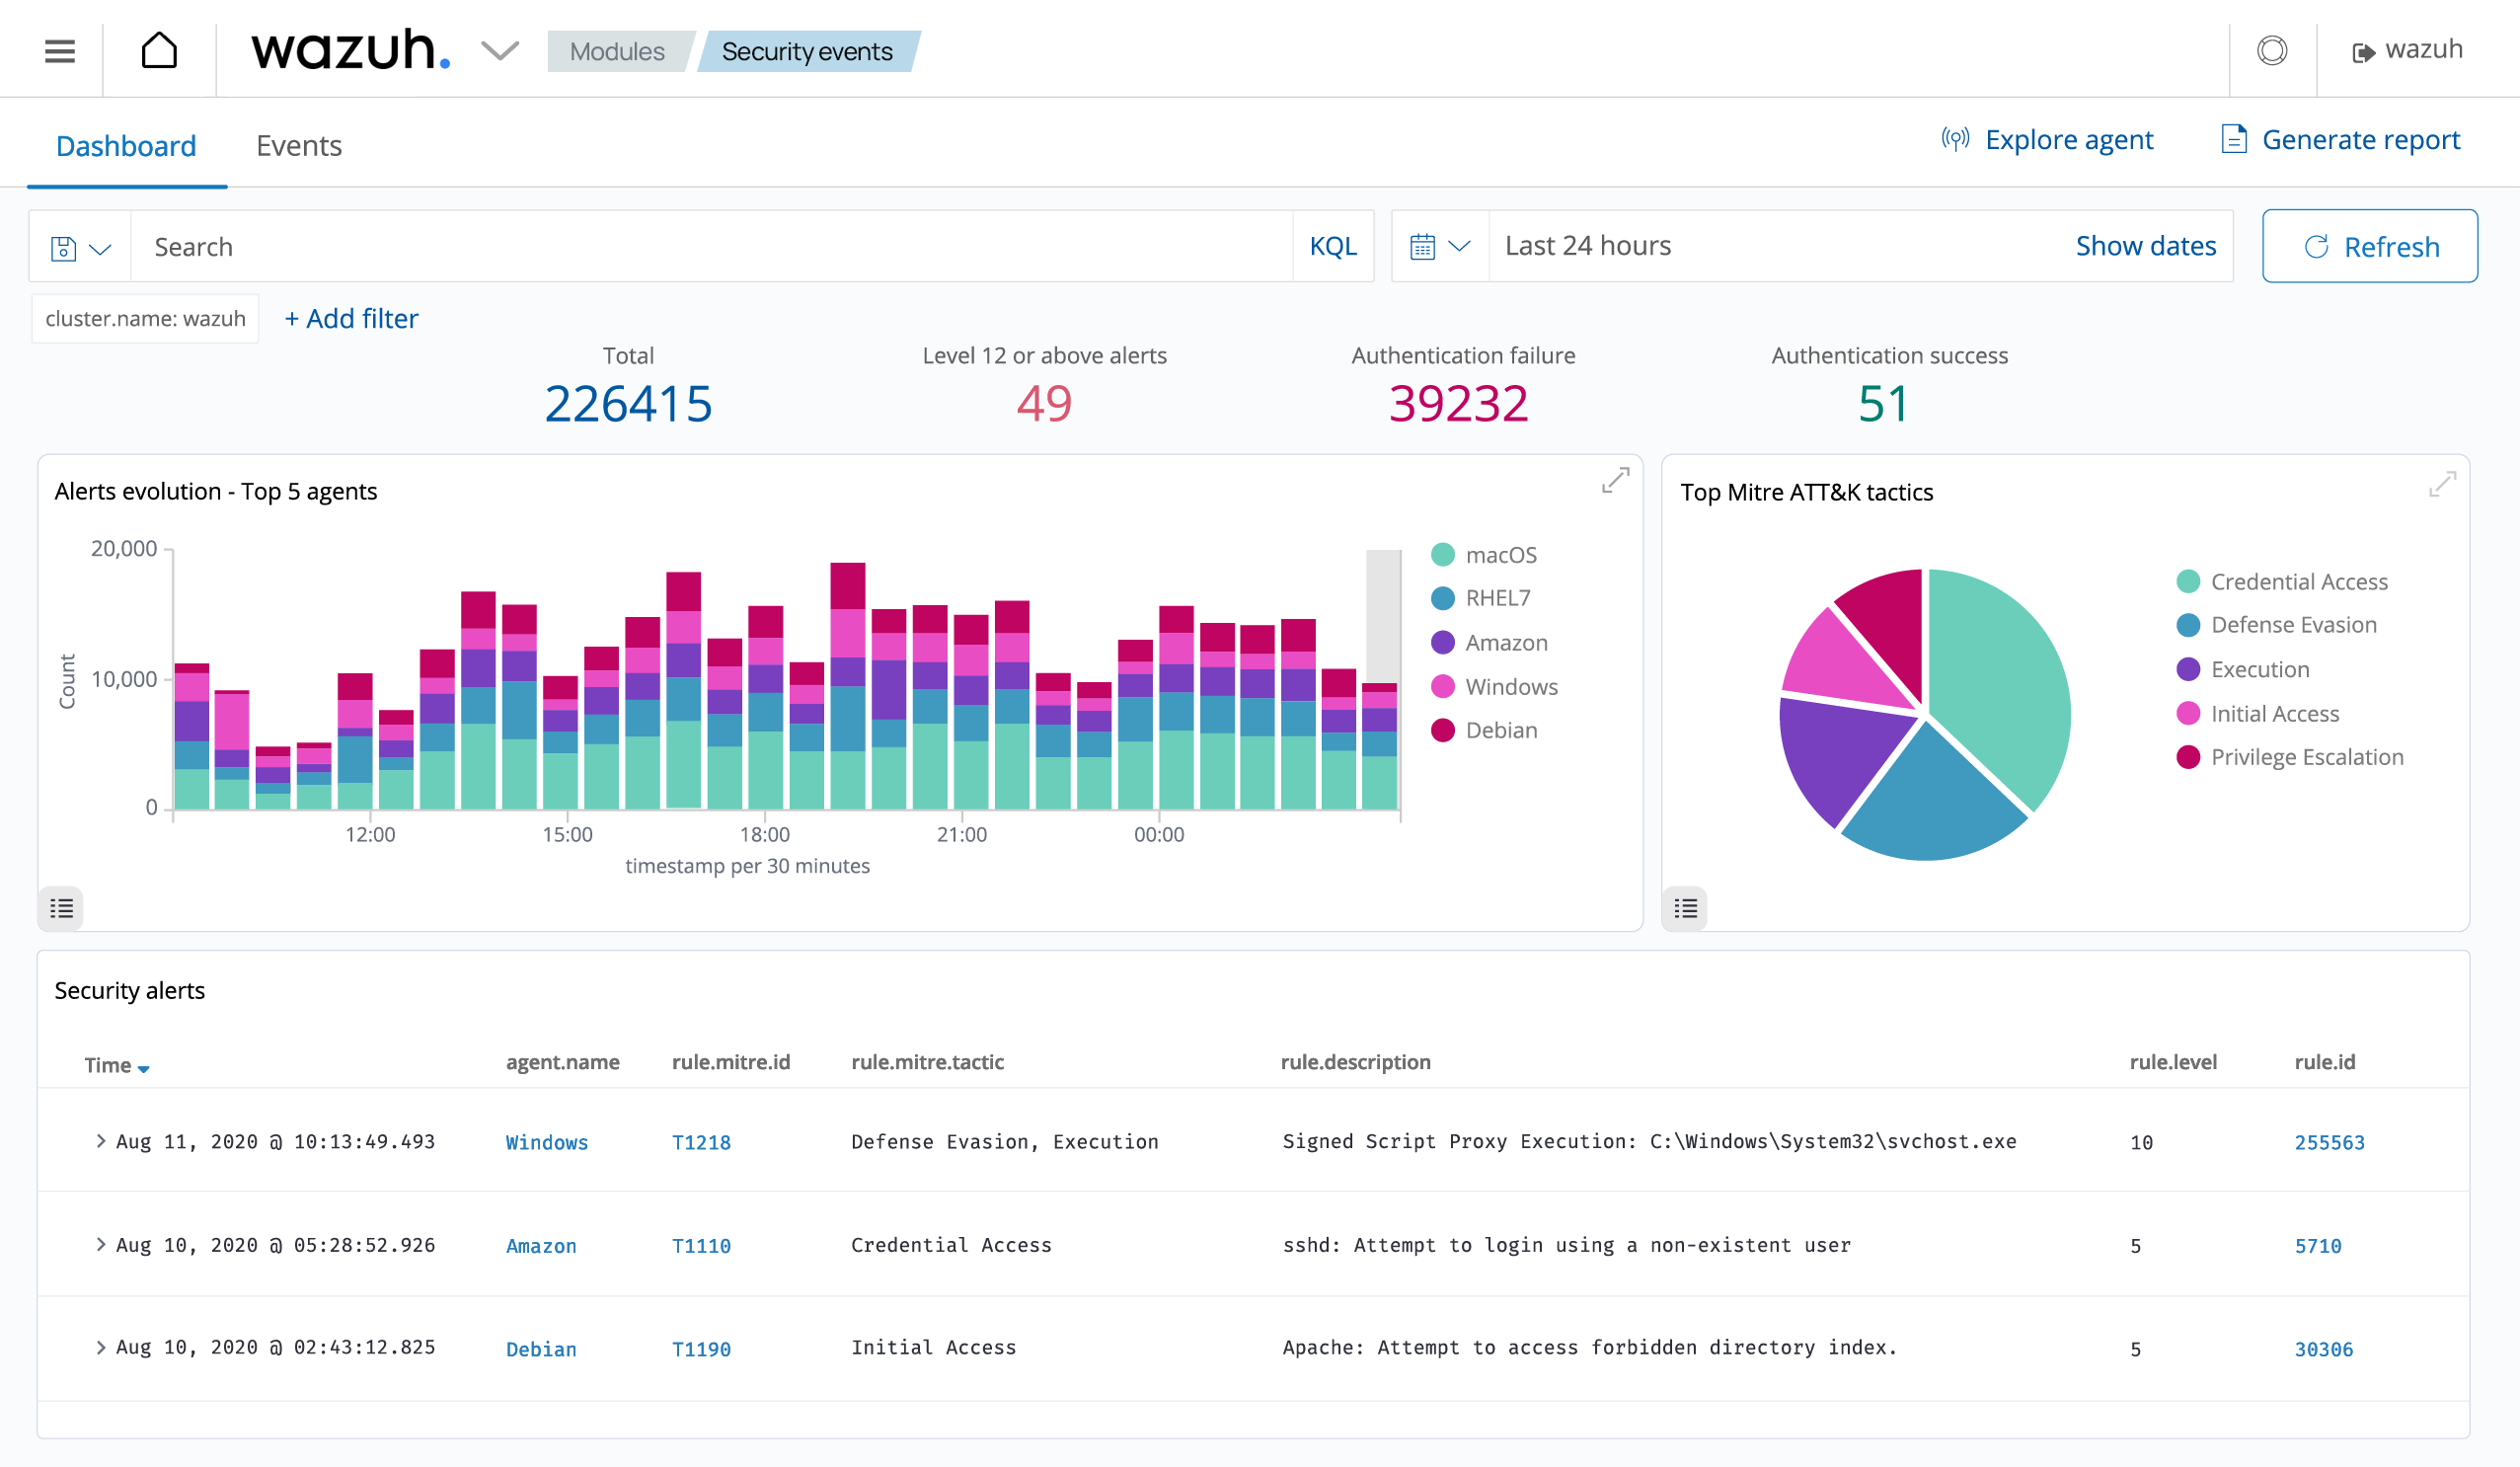 wazuh.
Modules
Security events
wazuh
Dashboard
Events
Explore agent
Generate report
Search
KQL
Last 24 hours
Show dates
Refresh
cluster.name: wazuh
+ Add filter
Total
Level 12 or above alerts
Authentication failure
Authentication success
226415
49
39232
51
Alerts evolution - Top 5 agents
20,000
10,000
0
Count
12:00
15:00
18:00
21:00
00:00
timestamp per 30 minutes
macOS
RHEL7
Amazon
Windows
Debian
Top Mitre ATT&K tactics
Credential Access
Defense Evasion
Execution
Initial Access
Privilege Escalation
Security alerts
Time agent.name rule.mitre.id rule.mitre.tactic rule.description rule.level rule.id
Aug 11, 2020 @ 10:13:49.493 Windows T1218 Defense Evasion, Execution Signed Script Proxy Execution: C:\Windows\System32\svchost.exe 10 255563
Aug 10, 2020 @ 05:28:52.926 Amazon T1110 Credential Access sshd: Attempt to login using a non-existent user 5 5710
Aug 10, 2020 @ 02:43:12.825 Debian T1190 Initial Access Apache: Attempt to access forbidden directory index. 5 30306